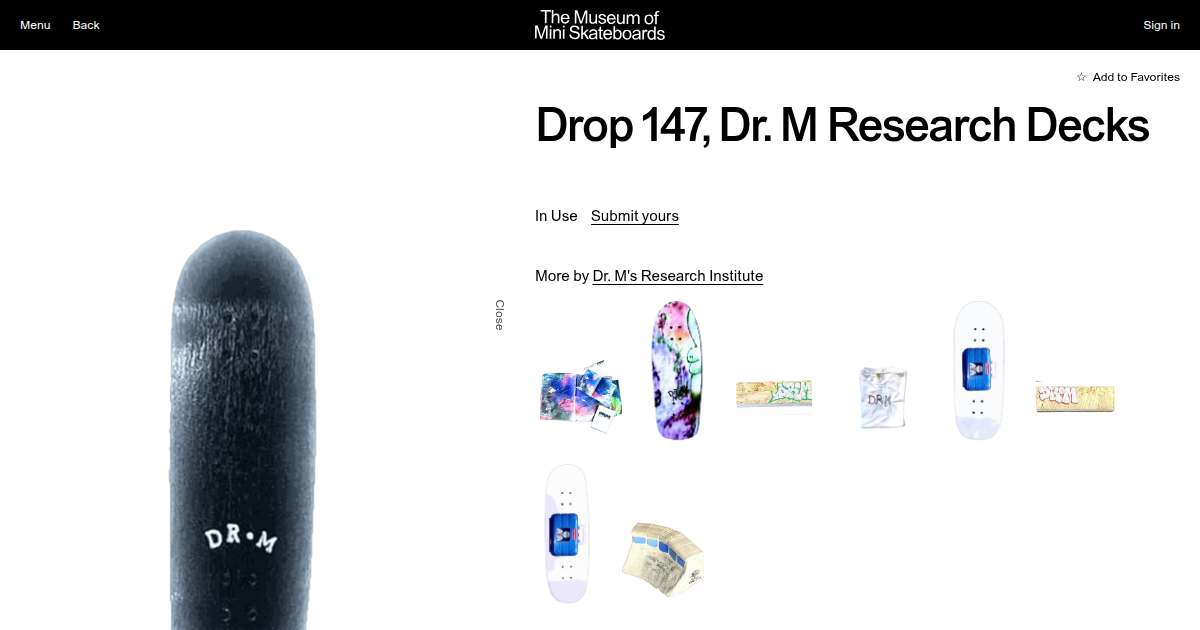 Menu
Back
The Museum of
Mini Skateboards
Sign in
☆ Add to Favorites
Drop 147, Dr. M Research Decks
In Use Submit yours
More by Dr. M's Research Institute
Close
DR•M
DRM